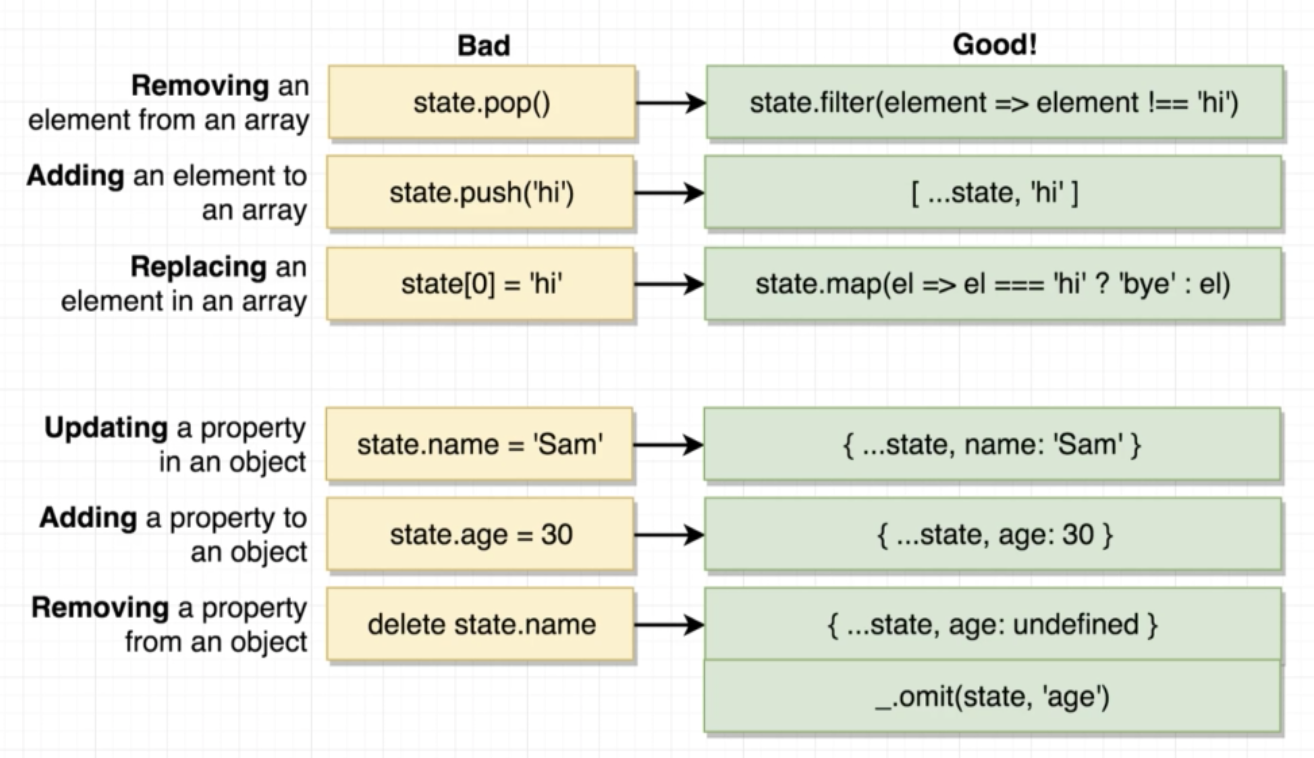 Bad
Good!
Removing an
element from an array
state.pop()
state.filter(element => element !== 'hi')
Adding an element to
an array
state.push('hi')
[ ...state, 'hi' ]
Replacing an
element in an array
state[0] = 'hi'
state.map(el => el === 'hi' ? 'bye' : el)
Updating a property
in an object
state.name = 'Sam'
{ ...state, name: 'Sam' }
Adding a property to
an object
state.age = 30
{ ...state, age: 30 }
Removing a property
from an object
delete state.name
{ ...state, age: undefined }
_.omit(state, 'age')